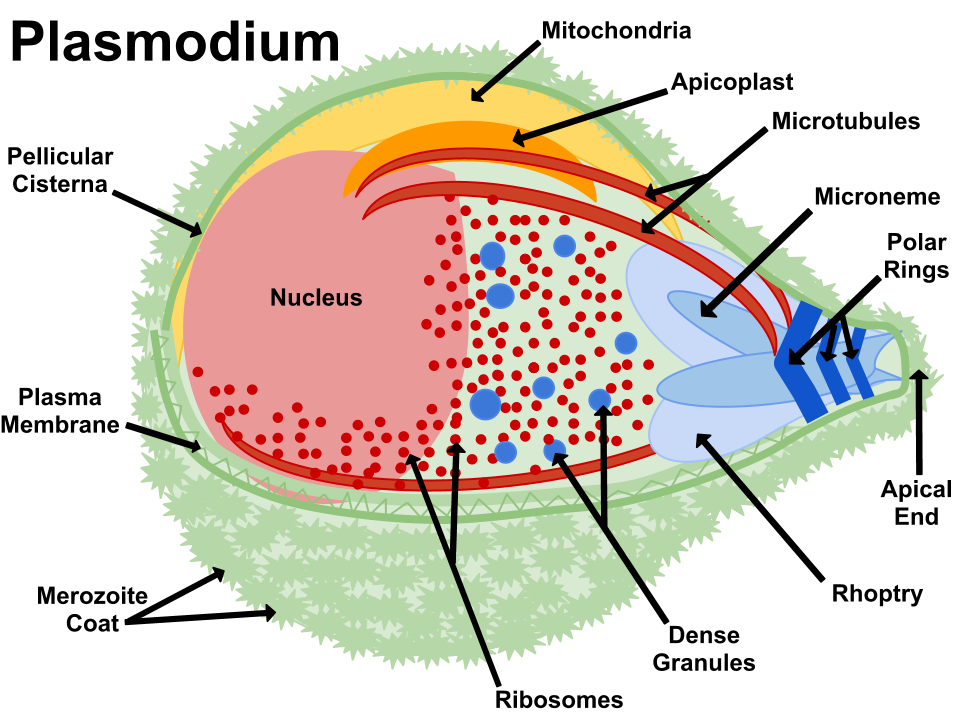 Plasmodium
Mitochondria
Apicoplast
Microtubules
Pellicular
Cisterna
Microneme
Polar
Rings
Nucleus
Plasma
Membrane
Apical
End
Merozoite
Coat
Rhoptry
Dense
Granules
Ribosomes